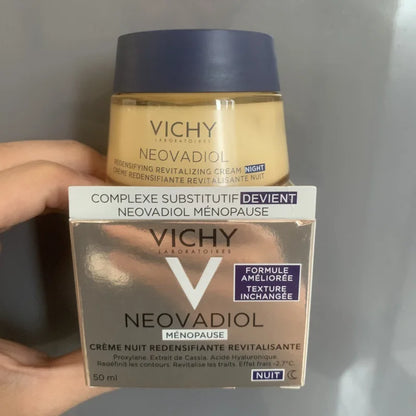 VICHY
LABORATOIRES
NEOVADIOL
REDENSIFYING REVITALIZING CREAM NIGHT
CRÈME REDENSIFIANTE REVITALISANTE NUIT
COMPLEXE SUBSTITUTIF DEVIENT
NEOVADIOL MÉNOPAUSE
VICHY
LABORATOIRES
V
FORMULE
AMÉLIORÉE
TEXTURE
INCHANGÉE
NEOVADIOL
MÉNOPAUSE
CRÈME NUIT REDENSIFIANTE REVITALISANTE
Proxylane. Extrait de Cassia. Acide Hyaluronique.
Redéfinit les contours. Revitalise les traits. Effet frais -2,7°C.
50 ml
NUIT